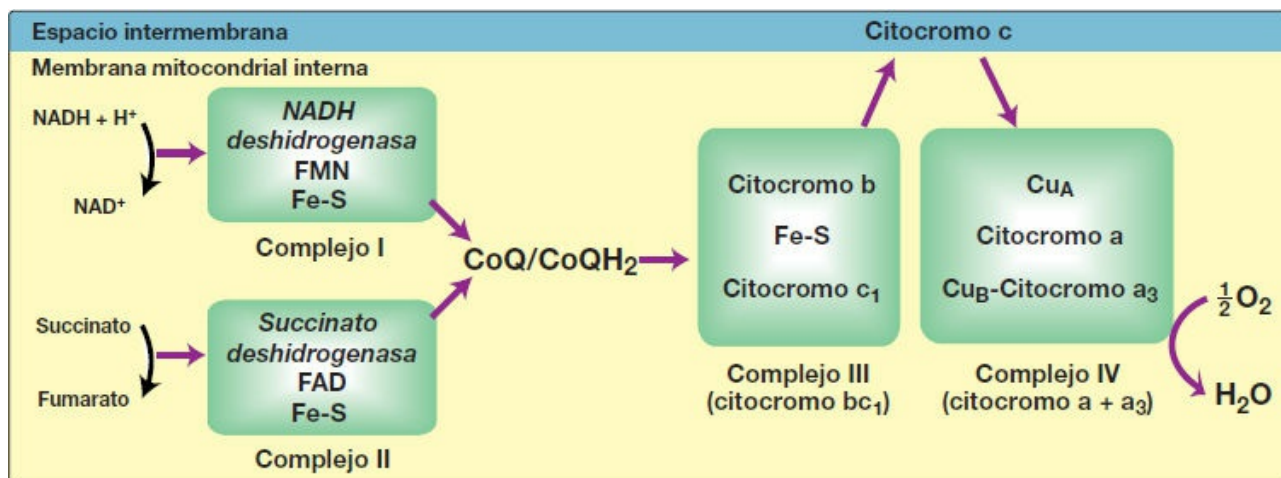 Espacio intermembrana
Citocromo c
Membrana mitocondrial interna
NADH + H⁺
NAD⁺
NADH
deshidrogenasa
FMN
Fe-S
Complejo I
Succinato
Fumarato
Succinato
deshidrogenasa
FAD
Fe-S
Complejo II
CoQ/CoQH₂
Citocromo b
Fe-S
Citocromo c₁
Complejo III
(citocromo bc₁)
Cu_A
Citocromo a
Cu_B-Citocromo a₃
Complejo IV
(citocromo a + a₃)
½O₂
H₂O